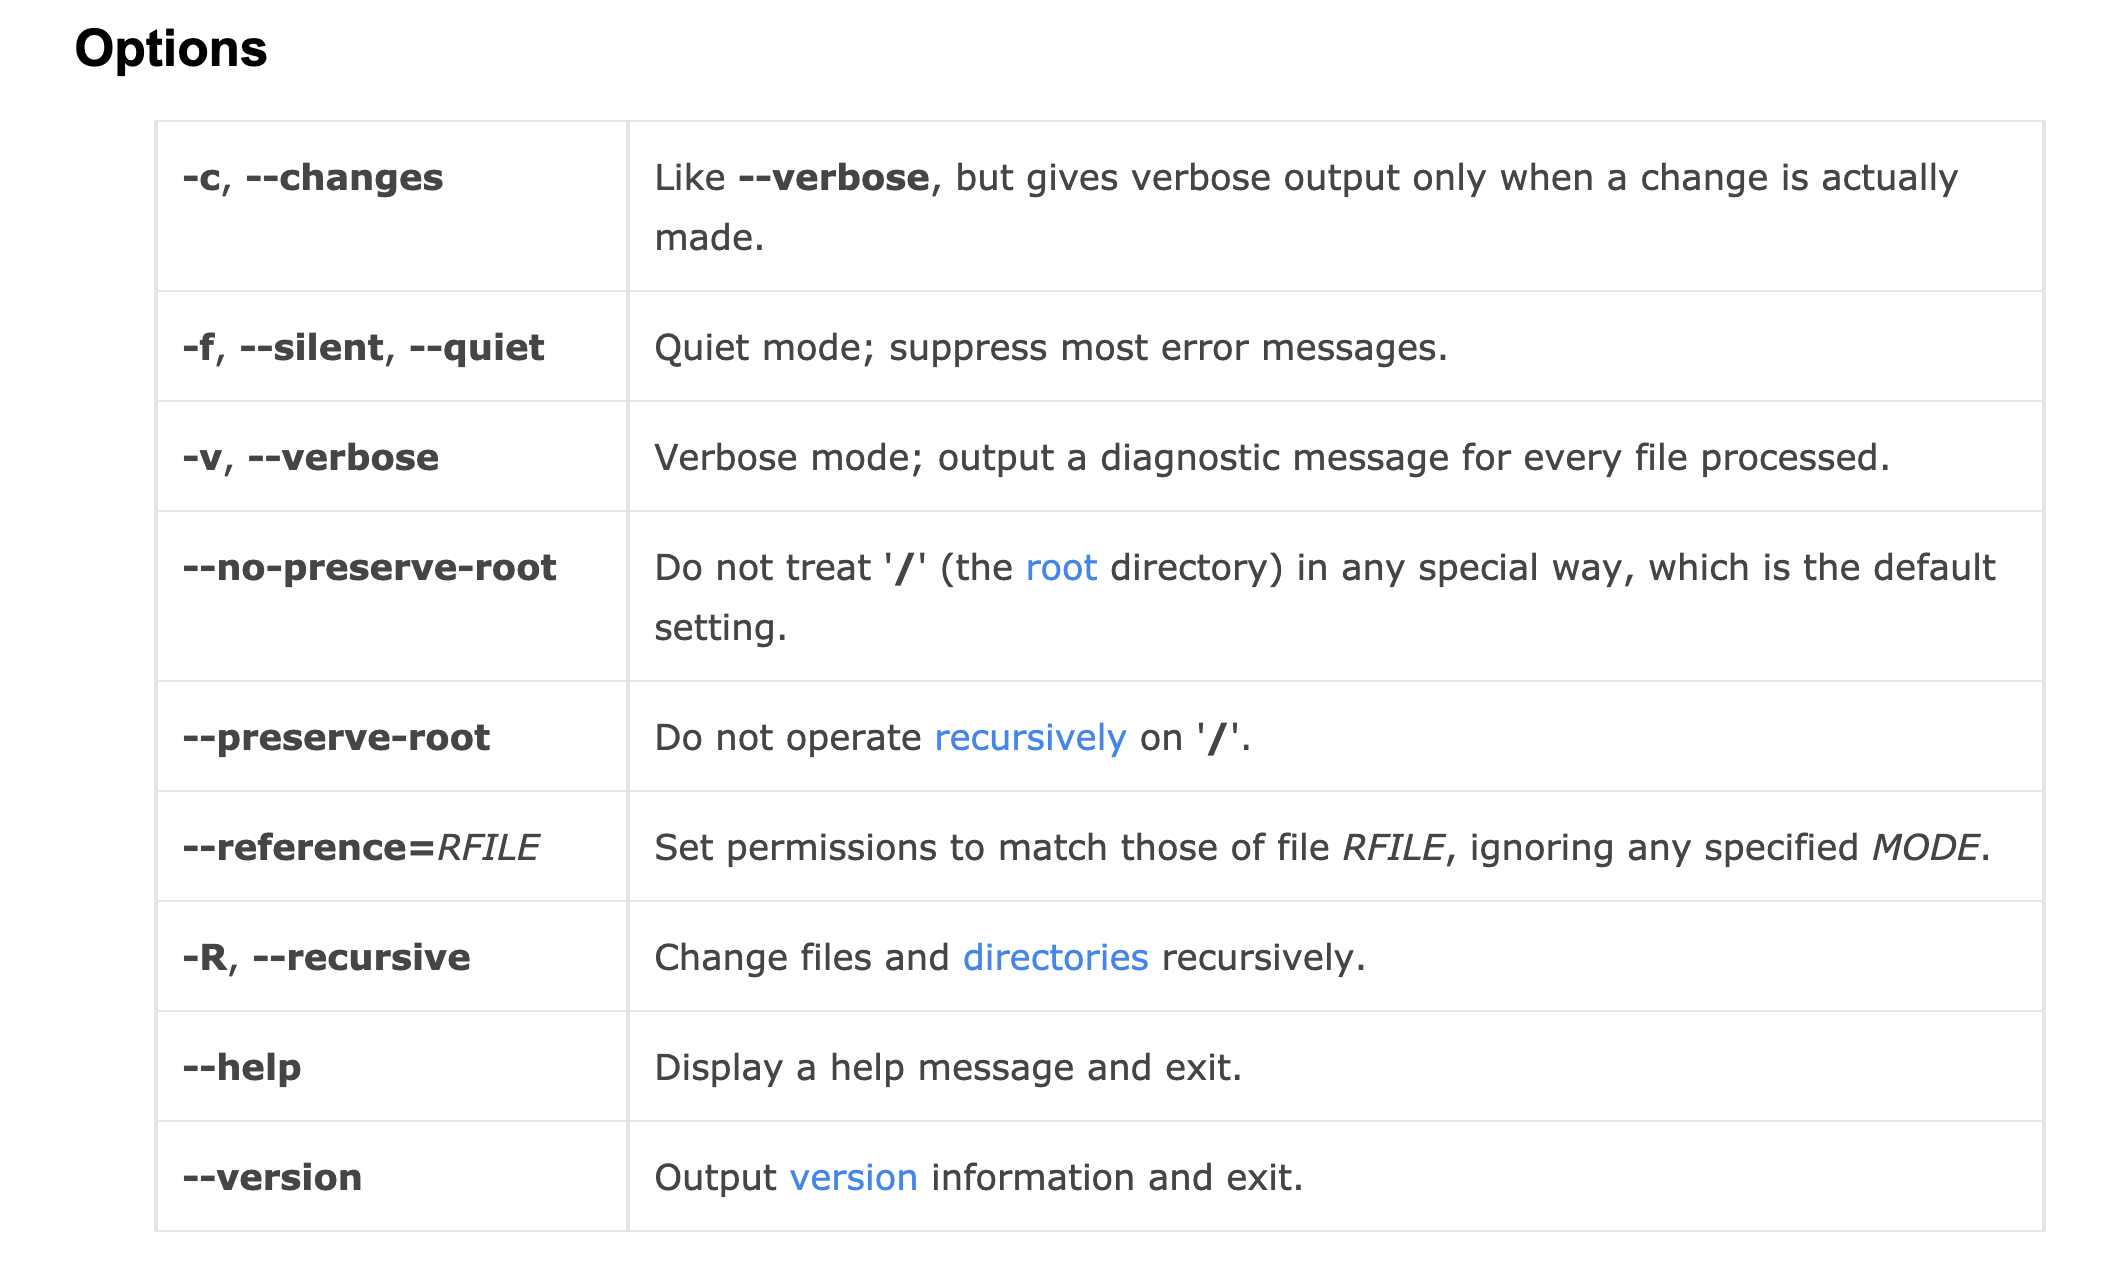 Options
-c, --changes
Like --verbose, but gives verbose output only when a change is actually
made.
-f, --silent, --quiet
Quiet mode; suppress most error messages.
-v, --verbose
Verbose mode; output a diagnostic message for every file processed.
--no-preserve-root
Do not treat '/' (the root directory) in any special way, which is the default
setting.
--preserve-root
Do not operate recursively on '/'.
--reference=RFILE
Set permissions to match those of file RFILE, ignoring any specified MODE.
-R, --recursive
Change files and directories recursively.
--help
Display a help message and exit.
--version
Output version information and exit.